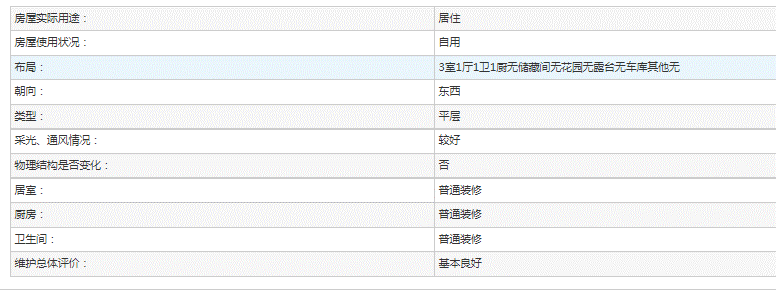 房屋实际用途： 居住
房屋使用状况： 自用
布局： 3室1厅1卫1厨无储藏间无花园无露台无车库其他无
朝向： 东西
类型： 平层
采光、通风情况： 较好
物理结构是否变化： 否
居室： 普通装修
厨房： 普通装修
卫生间： 普通装修
维护总体评价： 基本良好